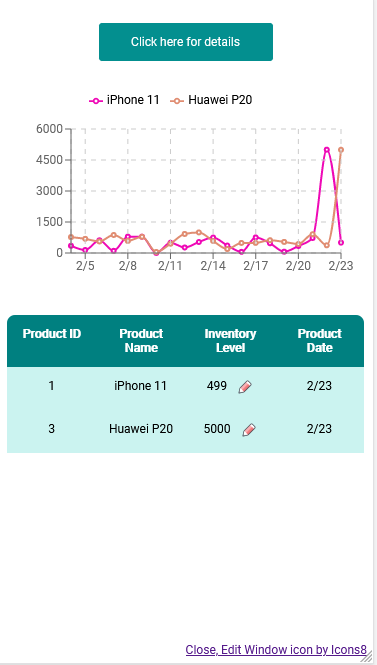 Click here for details
iPhone 11 Huawei P20
6000
4500
3000
1500
0
2/5 2/8 2/11 2/14 2/17 2/20 2/23
Product ID Product Name Inventory Level Product Date
1 iPhone 11 499 2/23
3 Huawei P20 5000 2/23
Close, Edit Window icon by Icons8